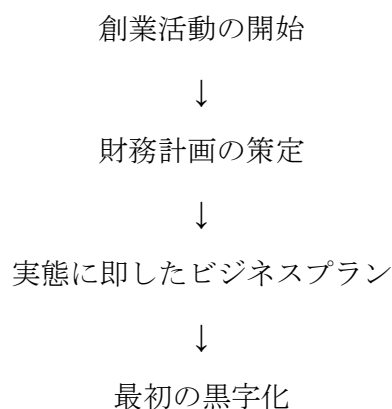 創業活動の開始
↓
財務計画の策定
↓
実態に即したビジネスプラン
↓
最初の黒字化